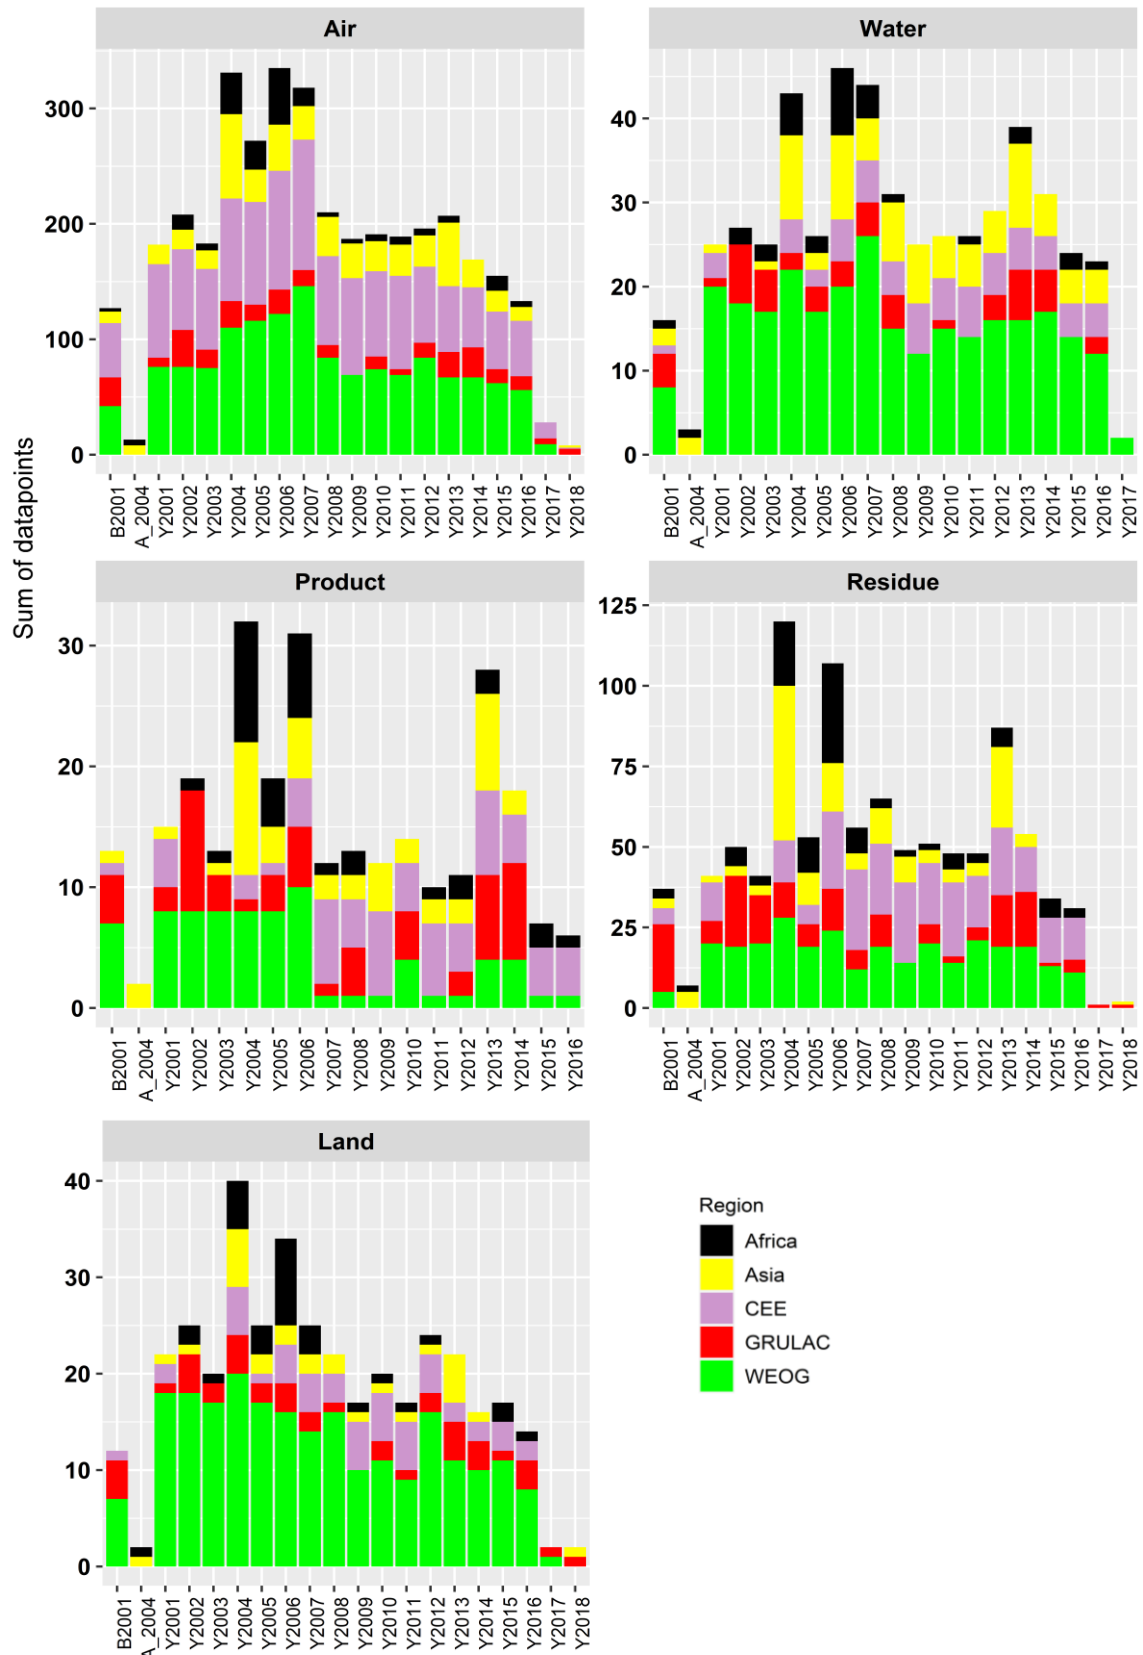 Air
Water
Sum of datapoints
300
200
100
0
B2001
A_2004
Y2001
Y2002
Y2003
Y2004
Y2005
Y2006
Y2007
Y2008
Y2009
Y2010
Y2011
Y2012
Y2013
Y2014
Y2015
Y2016
Y2017
Y2018
40
30
20
10
0
B2001
A_2004
Y2001
Y2002
Y2003
Y2004
Y2005
Y2006
Y2007
Y2008
Y2009
Y2010
Y2011
Y2012
Y2013
Y2014
Y2015
Y2016
Y2017
Product
Residue
30
20
10
0
B2001
A_2004
Y2001
Y2002
Y2003
Y2004
Y2005
Y2006
Y2007
Y2008
Y2009
Y2010
Y2011
Y2012
Y2013
Y2014
Y2015
Y2016
125
100
75
50
25
0
B2001
A_2004
Y2001
Y2002
Y2003
Y2004
Y2005
Y2006
Y2007
Y2008
Y2009
Y2010
Y2011
Y2012
Y2013
Y2014
Y2015
Y2016
Y2017
Y2018
Land
40
30
20
10
0
B2001
A_2004
Y2001
Y2002
Y2003
Y2004
Y2005
Y2006
Y2007
Y2008
Y2009
Y2010
Y2011
Y2012
Y2013
Y2014
Y2015
Y2016
Y2017
Y2018
Region
Africa
Asia
CEE
GRULAC
WEOG